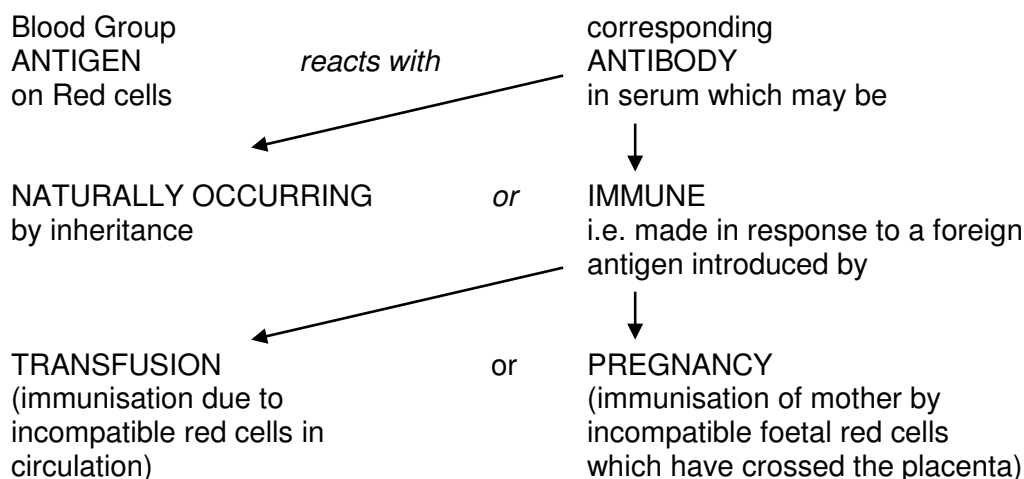 Blood Group corresponding
ANTIGEN reacts with ANTIBODY
on Red cells in serum which may be
NATURALLY OCCURRING or IMMUNE
by inheritance i.e. made in response to a foreign
antigen introduced by
TRANSFUSION or PREGNANCY
(immunisation due to (immunisation of mother by
incompatible red cells in incompatible foetal red cells
circulation) which have crossed the placenta)